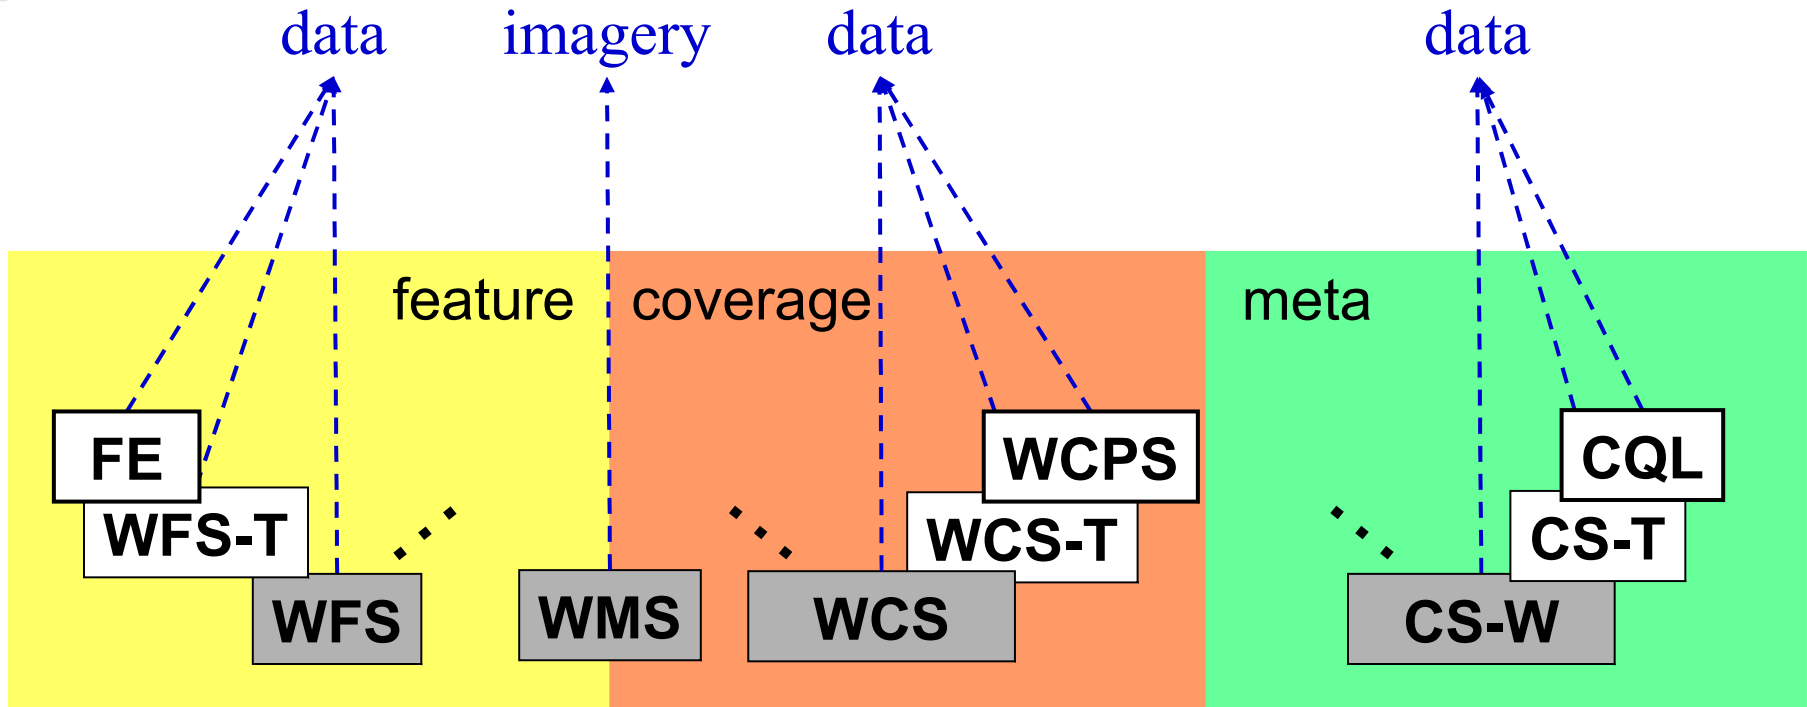 data imagery data data
feature coverage meta
FE WCPS CQL
WFS-T WCS-T CS-T
WFS WMS WCS CS-W